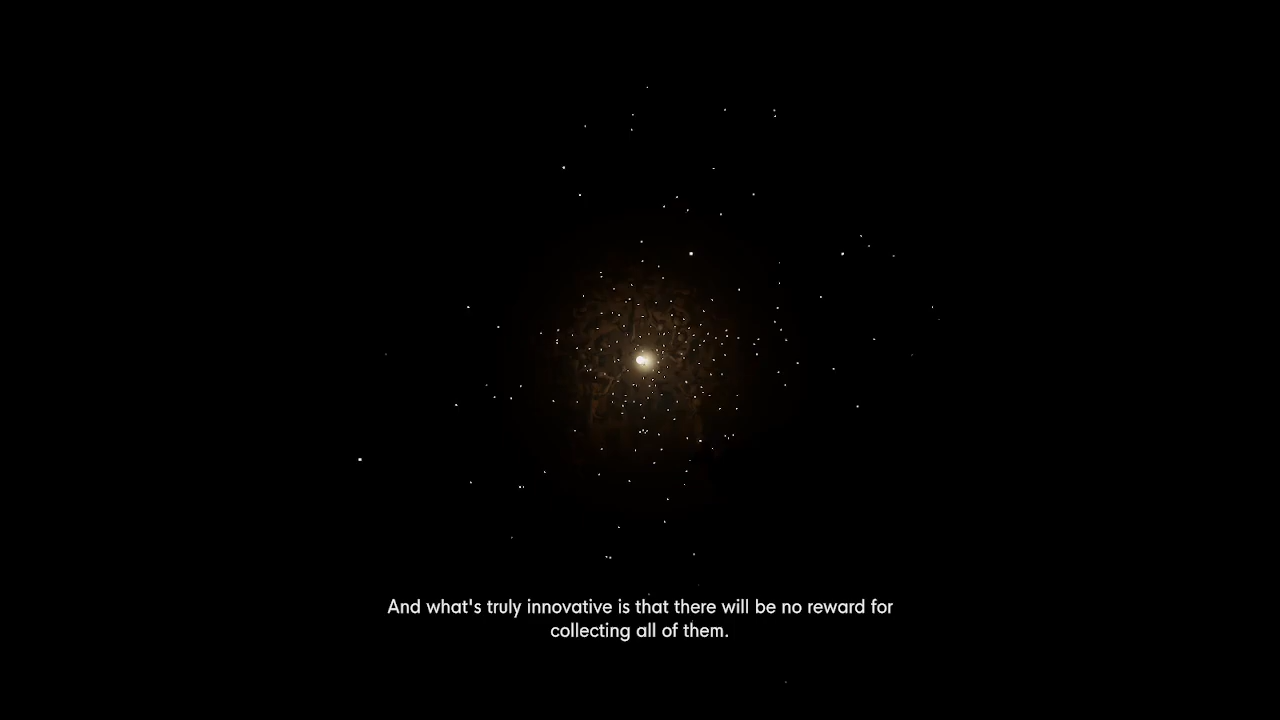 And what's truly innovative is that there will be no reward for
collecting all of them.